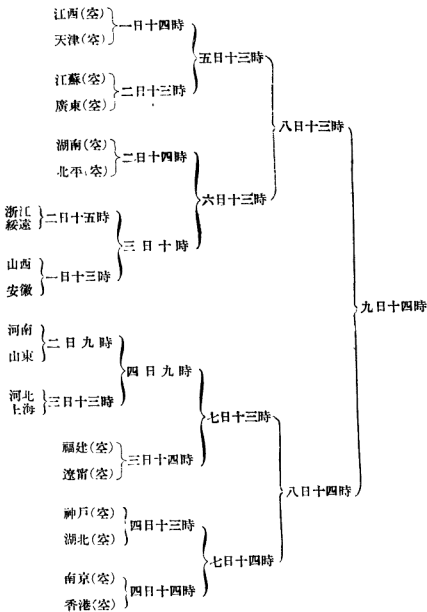 江西(空)
天津(空)
一日十四時
五日十三時
江蘇(空)
廣東(空)
二日十三時
八日十三時
湖南(空)
北平(空)
二日十四時
六日十三時
浙江
綏遠
二日十五時
三日十時
山西
安徽
一日十三時
九日十四時
河南
山東
二日九時
四日九時
河北
上海
三日十三時
七日十三時
福建(空)
遼甯(空)
三日十四時
八日十四時
神戶(空)
湖北(空)
四日十三時
七日十四時
南京(空)
香港(空)
四日十四時